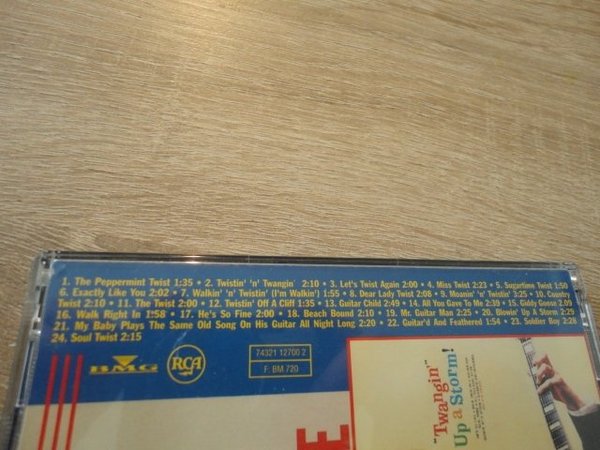 1. The Peppermint Twist 1:35 • 2. Twistin' 'n' Twangin' 2:10 • 3. Let's Twist Again 2:00 • 4. Miss Twist 2:23 • 5. Sugartime Twist 1:50
6. Exactly Like You 2:02 • 7. Walkin' 'n' Twistin' (I'm Walkin') 1:55 • 8. Dear Lady Twist 2:08 • 9. Moanin' 'n' Twistin' 3:25 • 10. Country
Twist 2:10 • 11. The Twist 2:00 • 12. Twistin' Off A Cliff 1:35 • 13. Guitar Child 2:49 • 14. All You Gave To Me 2:39 • 15. Giddy Goose 2:09
16. Walk Right In 1:58 • 17. He's So Fine 2:00 • 18. Beach Bound 2:10 • 19. Mr. Guitar Man 2:25 • 20. Blowin' Up A Storm 2:29
21. My Baby Plays The Same Old Song On His Guitar All Night Long 2:20 • 22. Guitar'd And Feathered 1:54 • 23. Soldier Boy 2:28
24. Soul Twist 2:15
BMG
RCA
74321 12700 2
F: BM 720
"Twangin'"
Up a Storm!
E